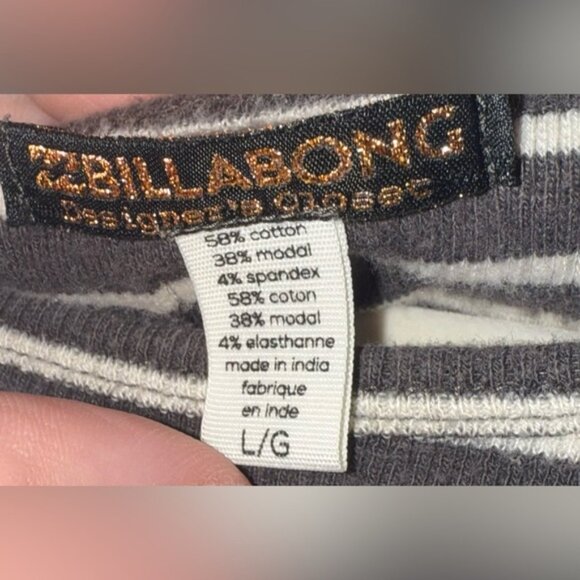 BILLABONG
Designer's Closet
58% cotton
38% modal
4% spandex
58% coton
38% modal
4% elasthanne
made in india
fabrique
en inde
L/G